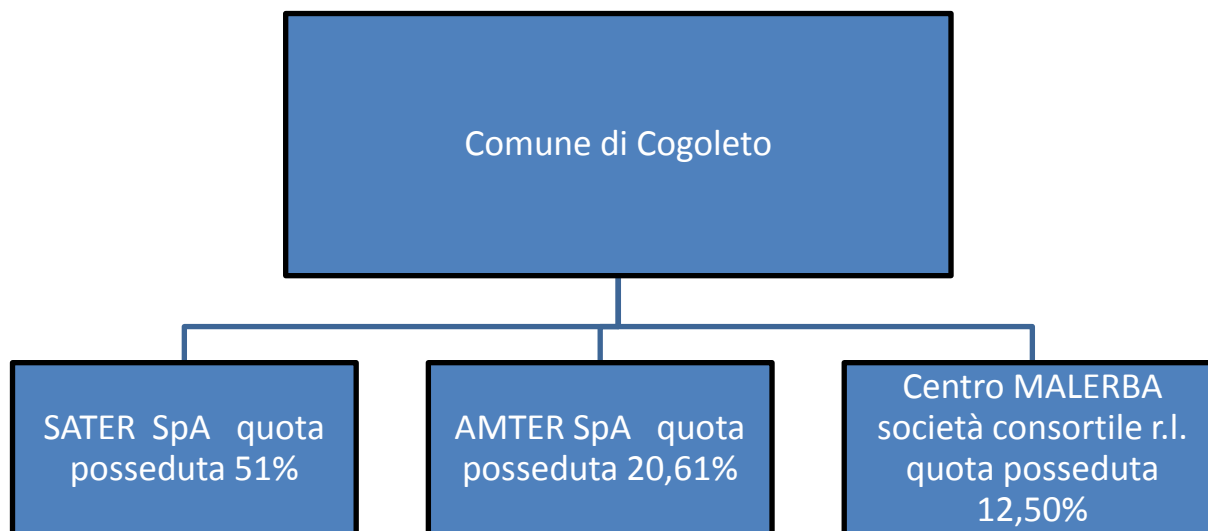 Comune di Cogoleto
SATER SpA quota
posseduta 51%
AMTER SpA quota
posseduta 20,61%
Centro MALERBA
società consortile r.l.
quota posseduta
12,50%